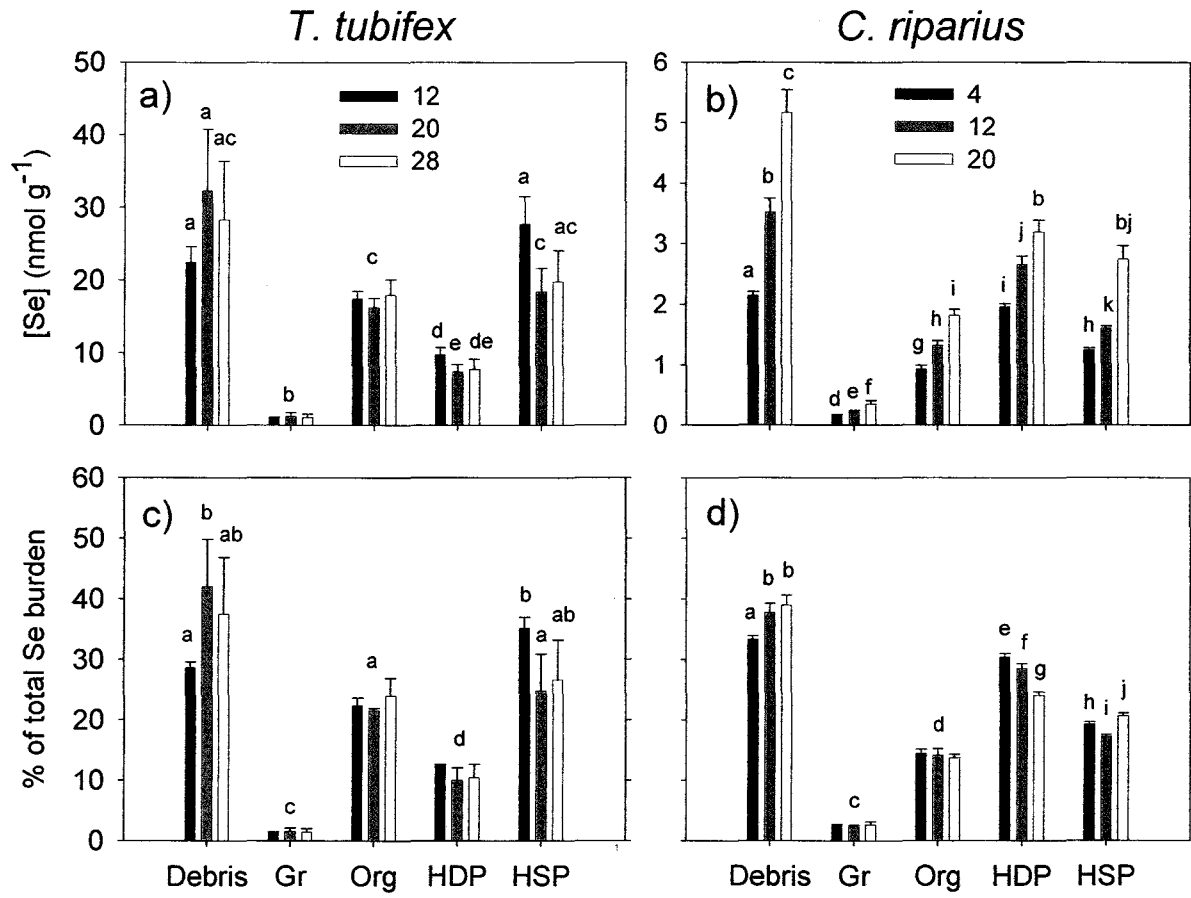 T. tubifex
C. riparius
[Se] (nmol g-1)
50
40
30
20
10
0
a)
12
20
28
a
a
ac
b
c
d
e
de
a
c
ac
6
5
4
3
2
1
0
b)
4
12
20
a
b
c
d
e
f
g
h
i
i
j
b
h
k
bj
% of total Se burden
60
50
40
30
20
10
0
c)
a
b
ab
c
a
d
b
a
ab
d)
a
b
b
c
d
e
f
g
h
i
j
Debris Gr Org HDP HSP
Debris Gr Org HDP HSP